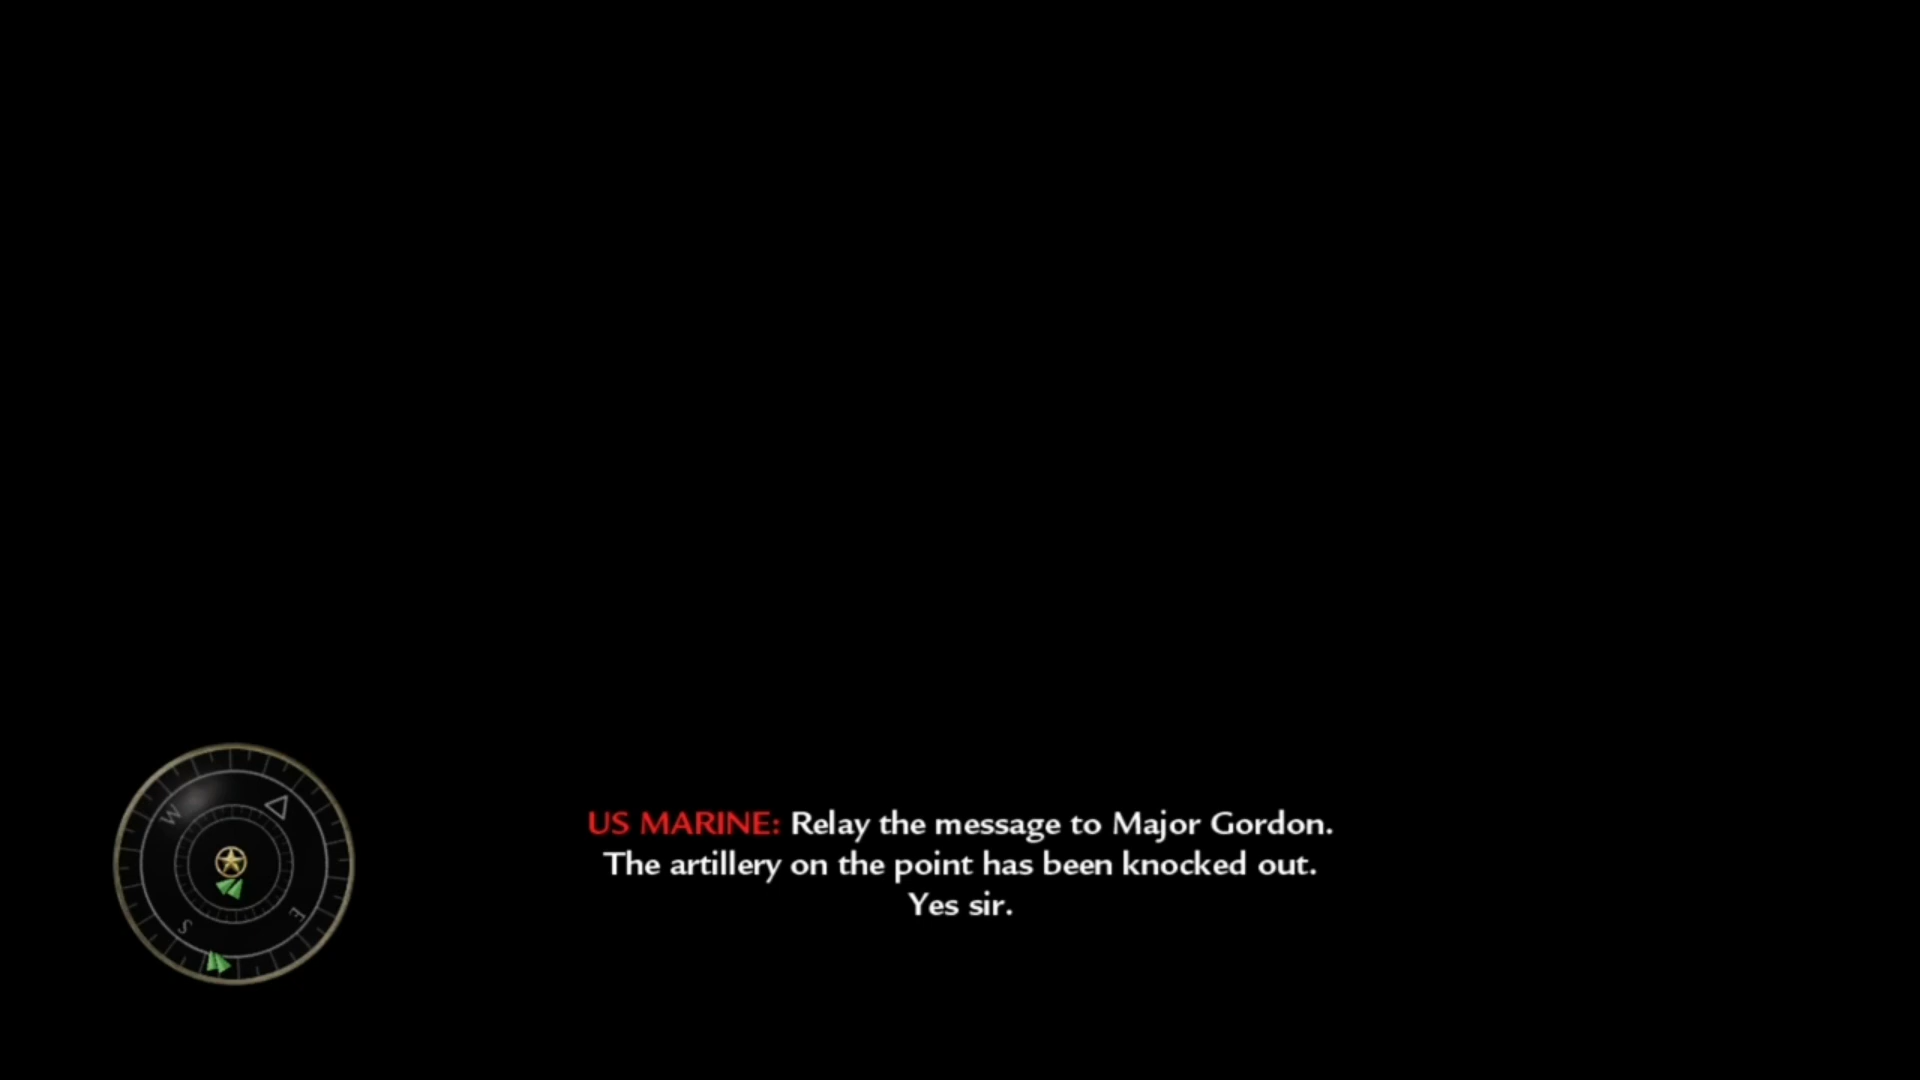 US MARINE: Relay the message to Major Gordon.
The artillery on the point has been knocked out.
Yes sir.
W
E
S